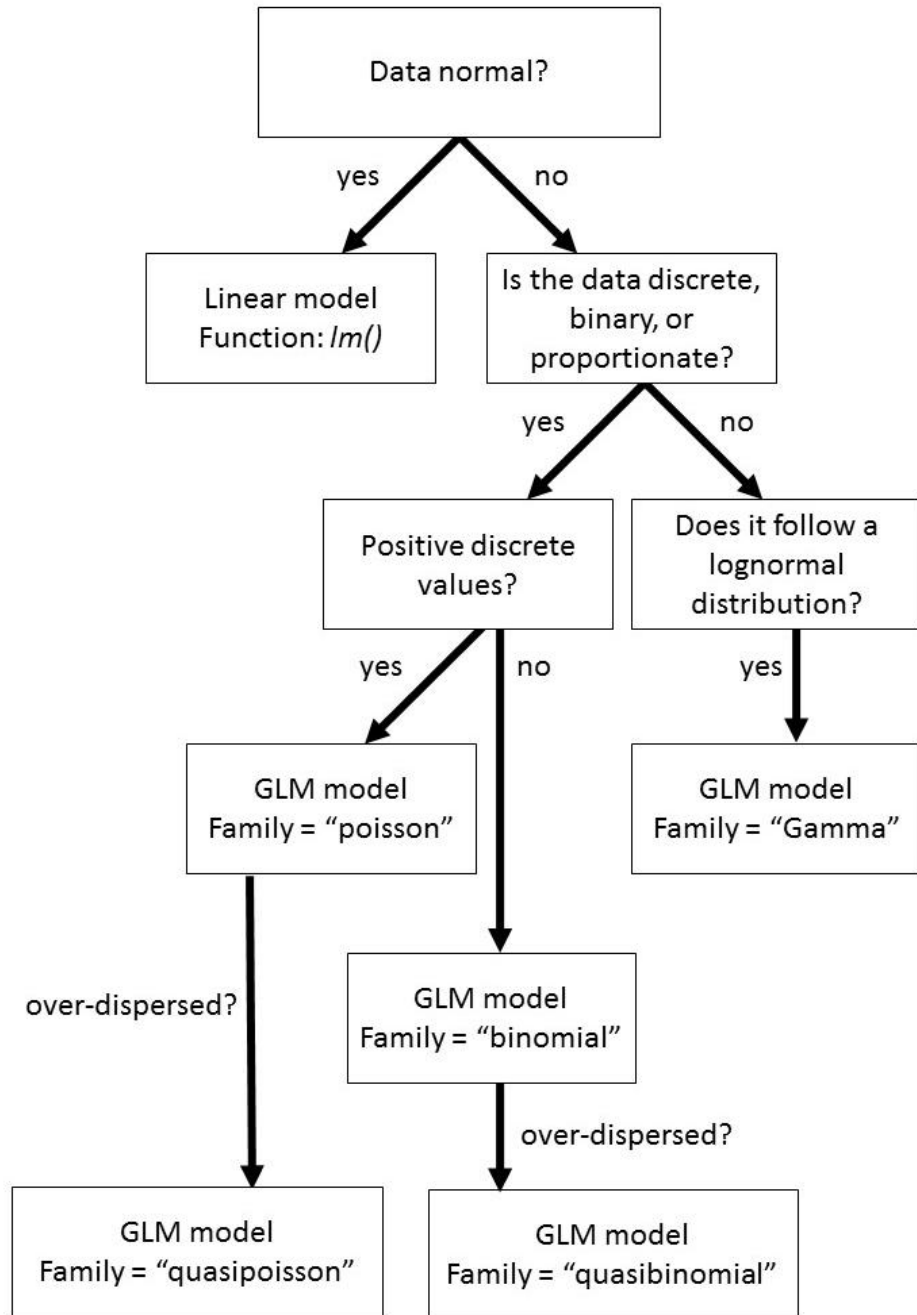 Data normal?
yes
no
Linear model
Function: lm()
Is the data discrete,
binary, or
proportionate?
yes
no
Positive discrete
values?
Does it follow a
lognormal
distribution?
yes
no
yes
GLM model
Family = “poisson”
GLM model
Family = “Gamma”
over-dispersed?
GLM model
Family = “binomial”
over-dispersed?
GLM model
Family = “quasipoisson”
GLM model
Family = “quasibinomial”